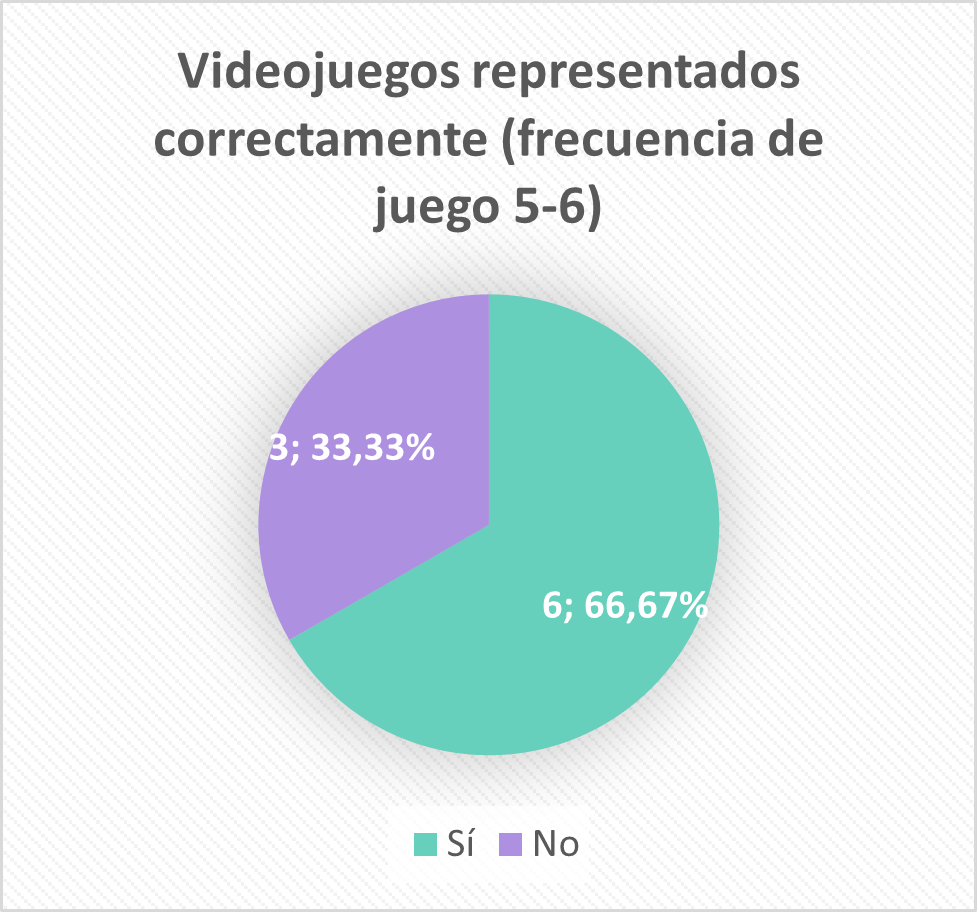 Videojuegos representados
correctamente (frecuencia de
juego 5-6)
3; 33,33%
6; 66,67%
Sí No